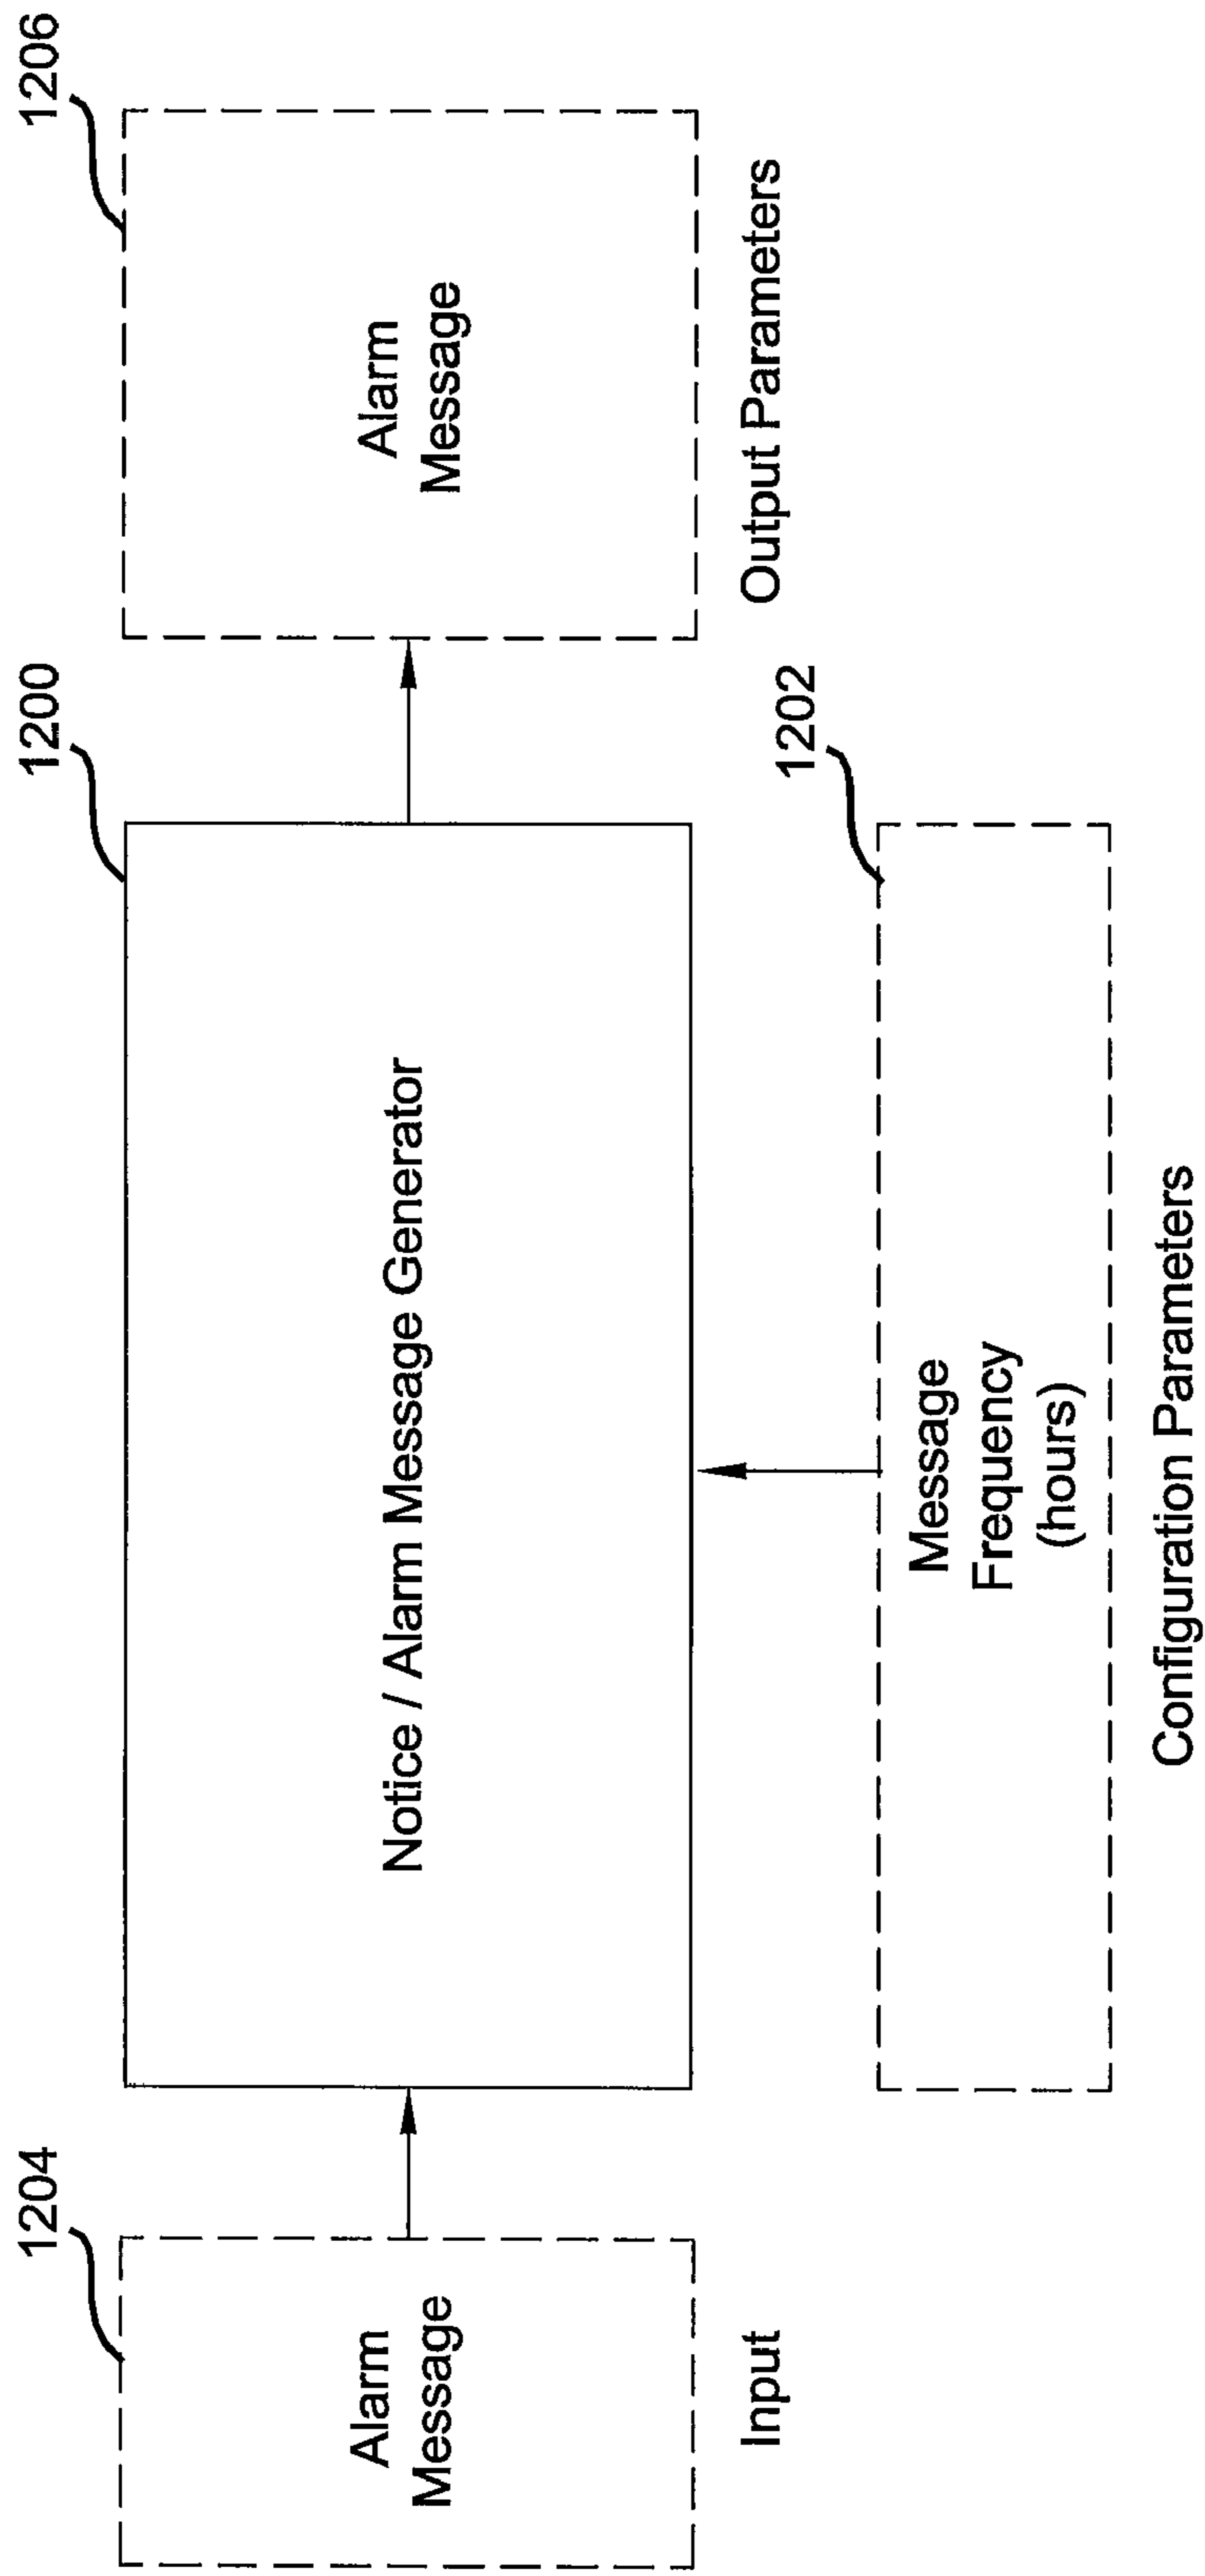 1204
1200
1206
Alarm
Message
Notice / Alarm Message Generator
Alarm
Message
Input
Output Parameters
1202
Message
Frequency
(hours)
Configuration Parameters